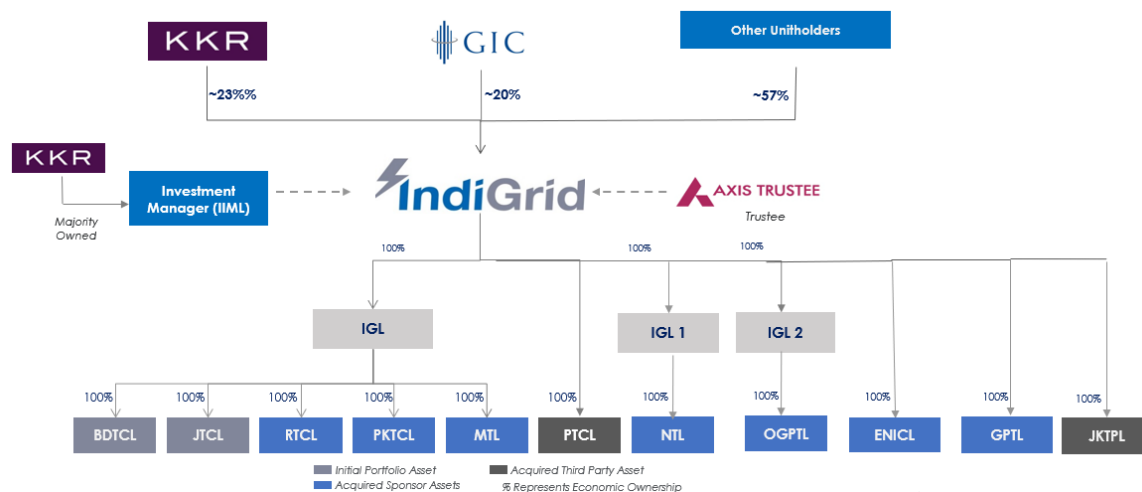 KKR
GIC
Other Unitholders
~23%%
~20%
~57%
KKR
Investment
Manager (IIML)
IndiGrid
AXIS TRUSTEE
Trustee
Majority
Owned
100%
100%
100%
IGL
IGL 1
IGL 2
100%
100%
100%
100%
100%
100%
100%
100%
100%
100%
100%
BDTCL
JTCL
RTCL
PKTCL
MTL
PTCL
NTL
OGPTL
ENICL
GPTL
JKTPL
Initial Portfolio Asset
Acquired Third Party Asset
Acquired Sponsor Assets
% Represents Economic Ownership